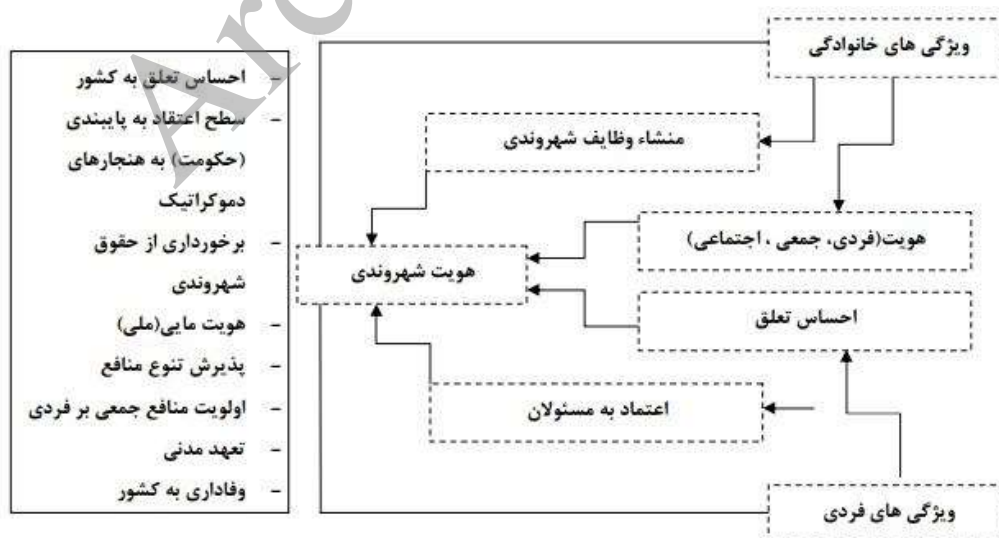 ویژگی های خانوادگی
منشاء وظایف شهروندی
هویت(فردی، جمعی ، اجتماعی)
هویت شهروندی
احساس تعلق
اعتماد به مسئولان
ویژگی های فردی
- احساس تعلق به کشور
- سطح اعتقاد به پایبندی
(حکومت) به هنجارهای
دموکراتیک
- برخورداری از حقوق
شهروندی
- هویت مایی(ملی)
- پذیرش تنوع منافع
- اولویت منافع جمعی بر فردی
- تعهد مدنی
- وفاداری به کشور
Arc